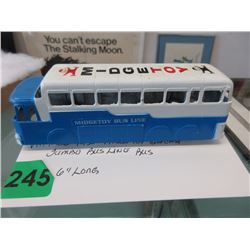 You can't escape
The Stalking Moon.
MIDGETOY
MIDGETOY BUS LINE
JUMBO BUS LINE BUS
245
6" LONG